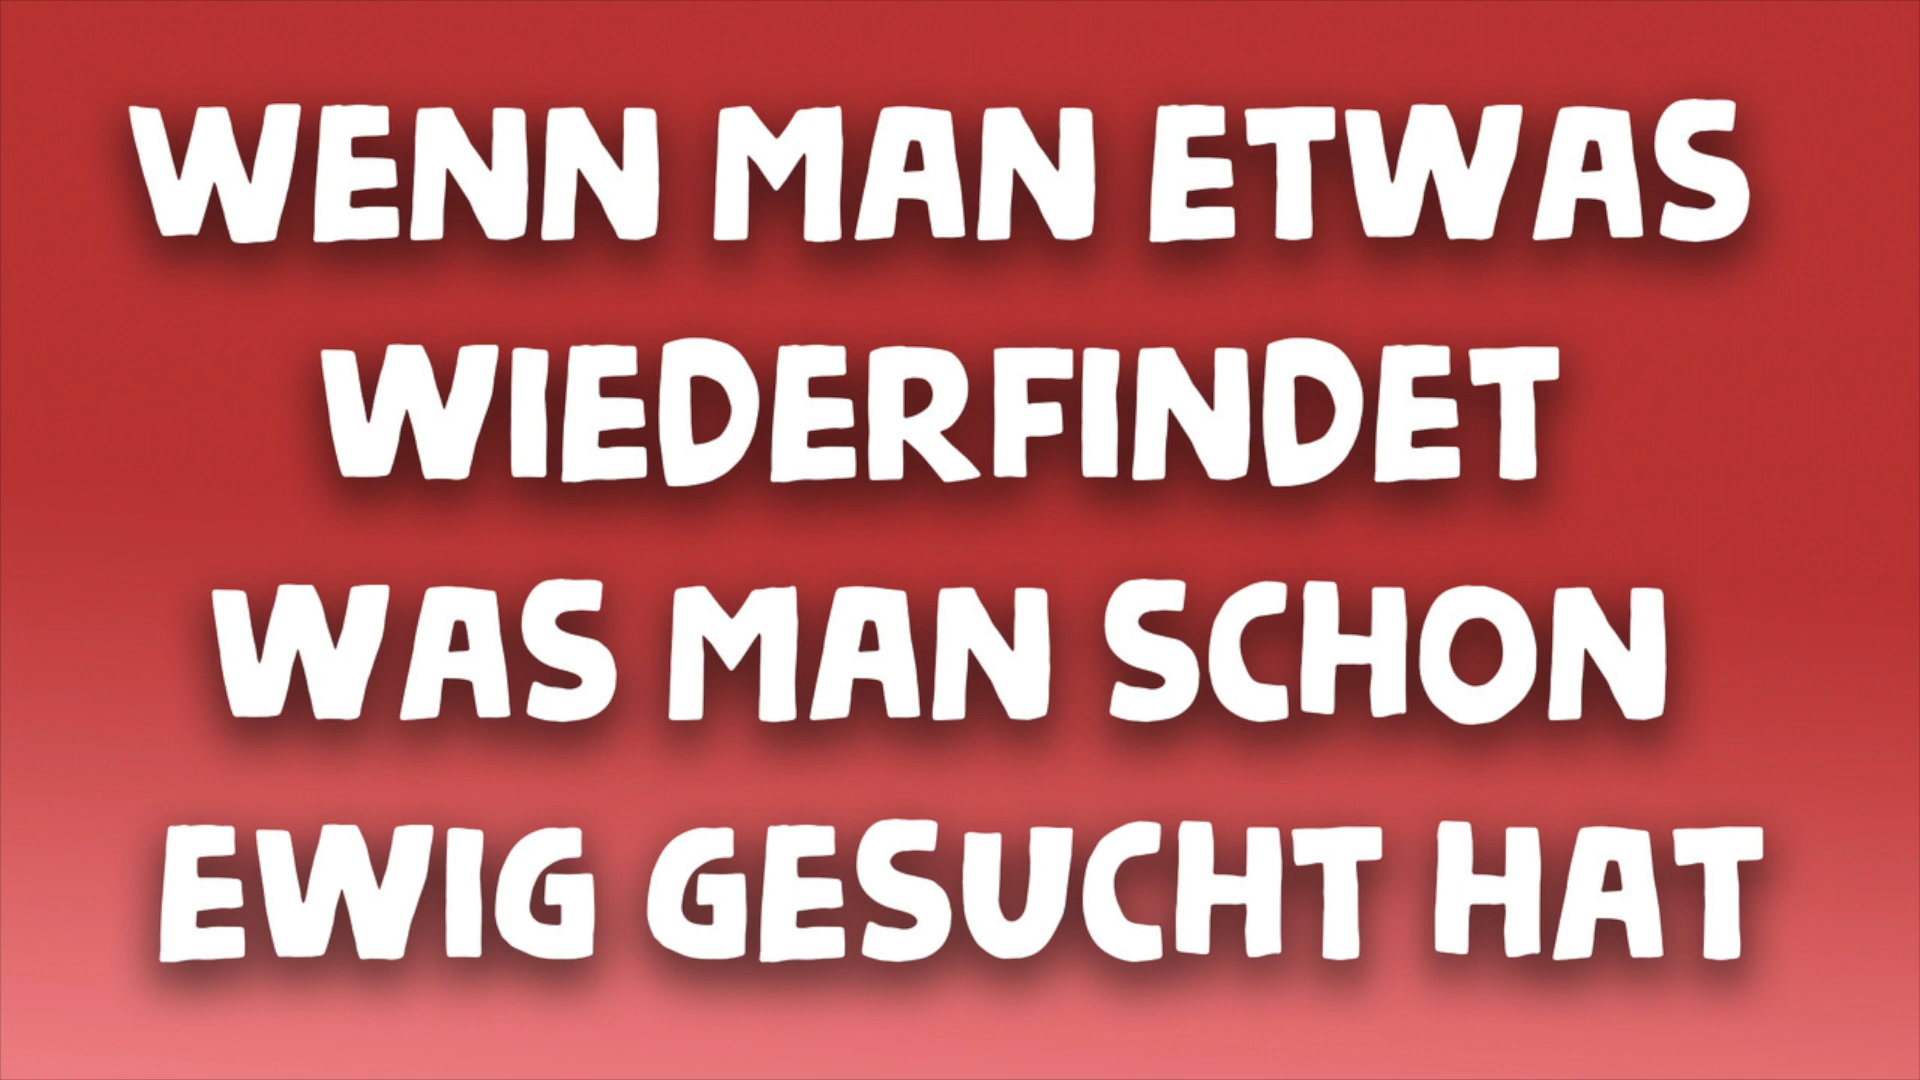 WENN MAN ETWAS
WIEDERFINDET
WAS MAN SCHON
EWIG GESUCHT HAT